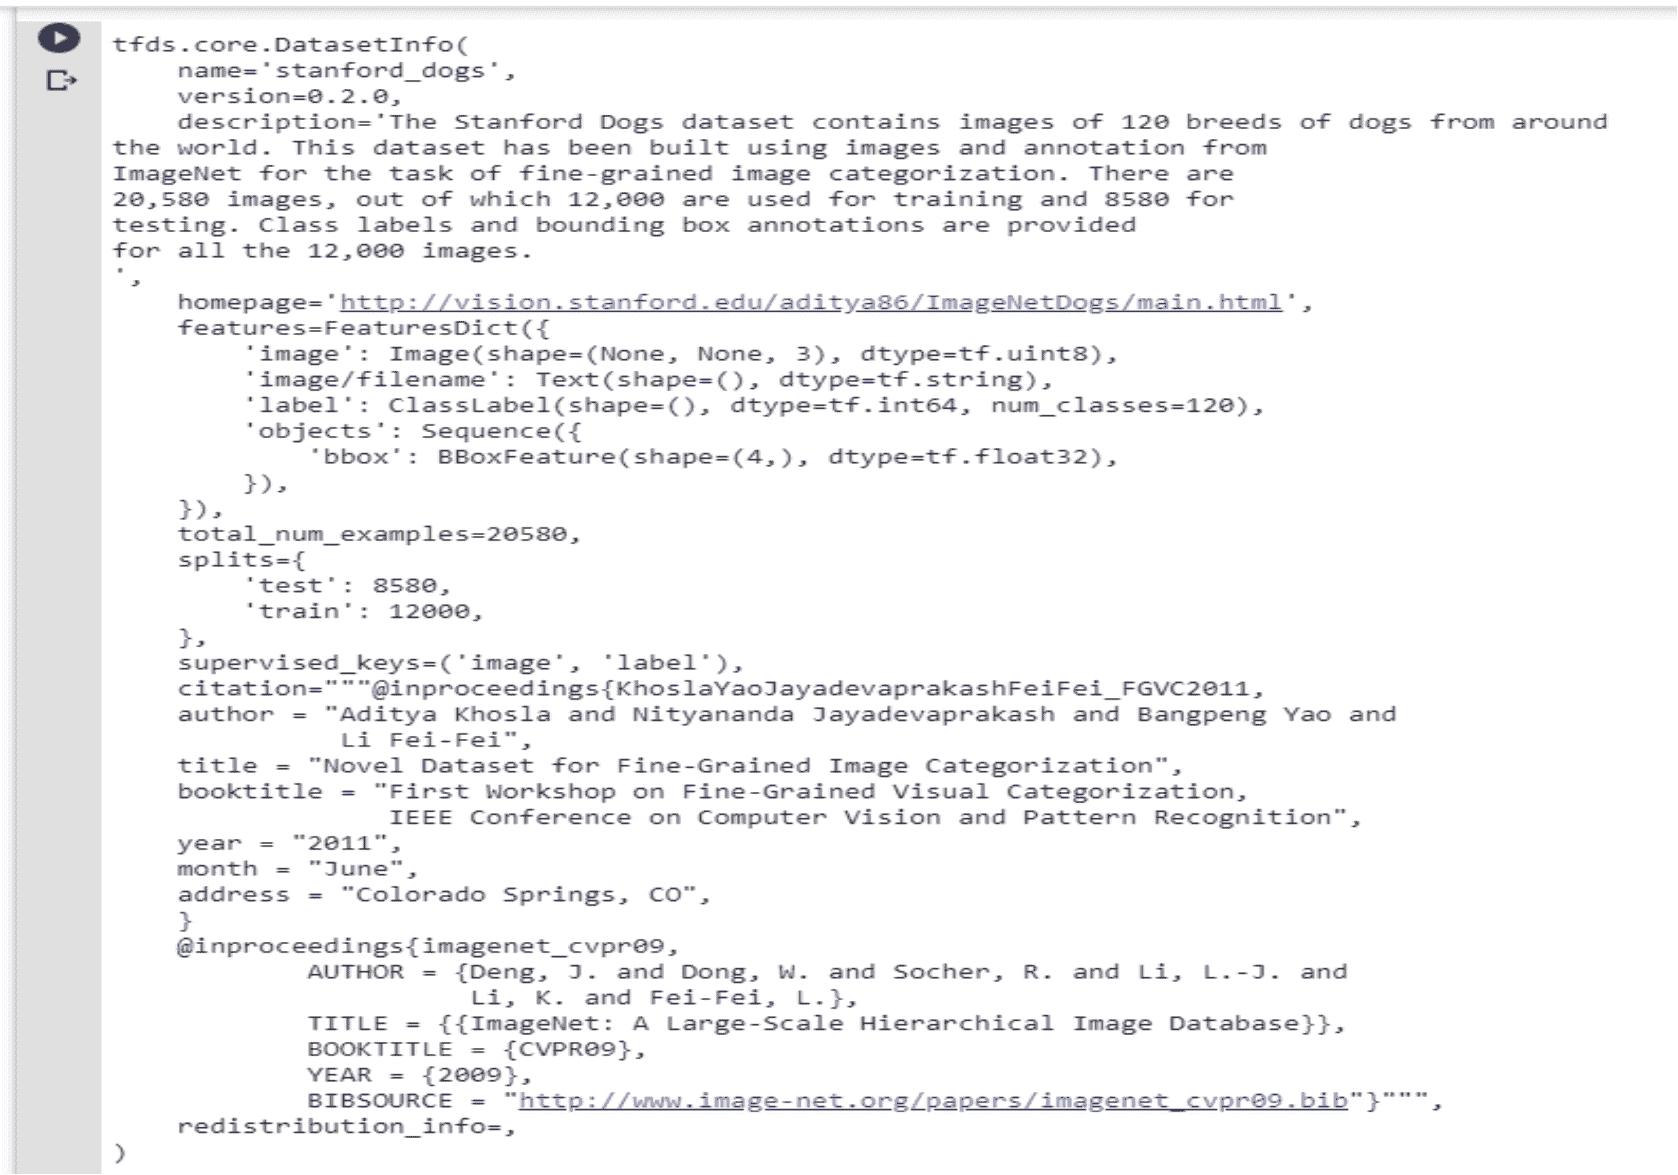 tfds.core.DatasetInfo(
    name='stanford_dogs',
    version=0.2.0,
    description='The Stanford Dogs dataset contains images of 120 breeds of dogs from around
the world. This dataset has been built using images and annotation from
ImageNet for the task of fine-grained image categorization. There are
20,580 images, out of which 12,000 are used for training and 8580 for
testing. Class labels and bounding box annotations are provided
for all the 12,000 images.
',
    homepage='http://vision.stanford.edu/aditya86/ImageNetDogs/main.html',
    features=FeaturesDict({
        'image': Image(shape=(None, None, 3), dtype=tf.uint8),
        'image/filename': Text(shape=(), dtype=tf.string),
        'label': ClassLabel(shape=(), dtype=tf.int64, num_classes=120),
        'objects': Sequence({
            'bbox': BBoxFeature(shape=(4,), dtype=tf.float32),
        }),
    }),
    total_num_examples=20580,
    splits={
        'test': 8580,
        'train': 12000,
    },
    supervised_keys=('image', 'label'),
    citation="""@inproceedings{KhoslaYaoJayadevaprakashFeiFei_FGVC2011,
    author = "Aditya Khosla and Nityananda Jayadevaprakash and Bangpeng Yao and
              Li Fei-Fei",
    title = "Novel Dataset for Fine-Grained Image Categorization",
    booktitle = "First Workshop on Fine-Grained Visual Categorization,
                 IEEE Conference on Computer Vision and Pattern Recognition",
    year = "2011",
    month = "June",
    address = "Colorado Springs, CO",
    }
    @inproceedings{imagenet_cvpr09,
            AUTHOR = {Deng, J. and Dong, W. and Socher, R. and Li, L.-J. and
                      Li, K. and Fei-Fei, L.},
            TITLE = {{ImageNet: A Large-Scale Hierarchical Image Database}},
            BOOKTITLE = {CVPR09},
            YEAR = {2009},
            BIBSOURCE = "http://www.image-net.org/papers/imagenet_cvpr09.bib"}""",
    redistribution_info=,
)